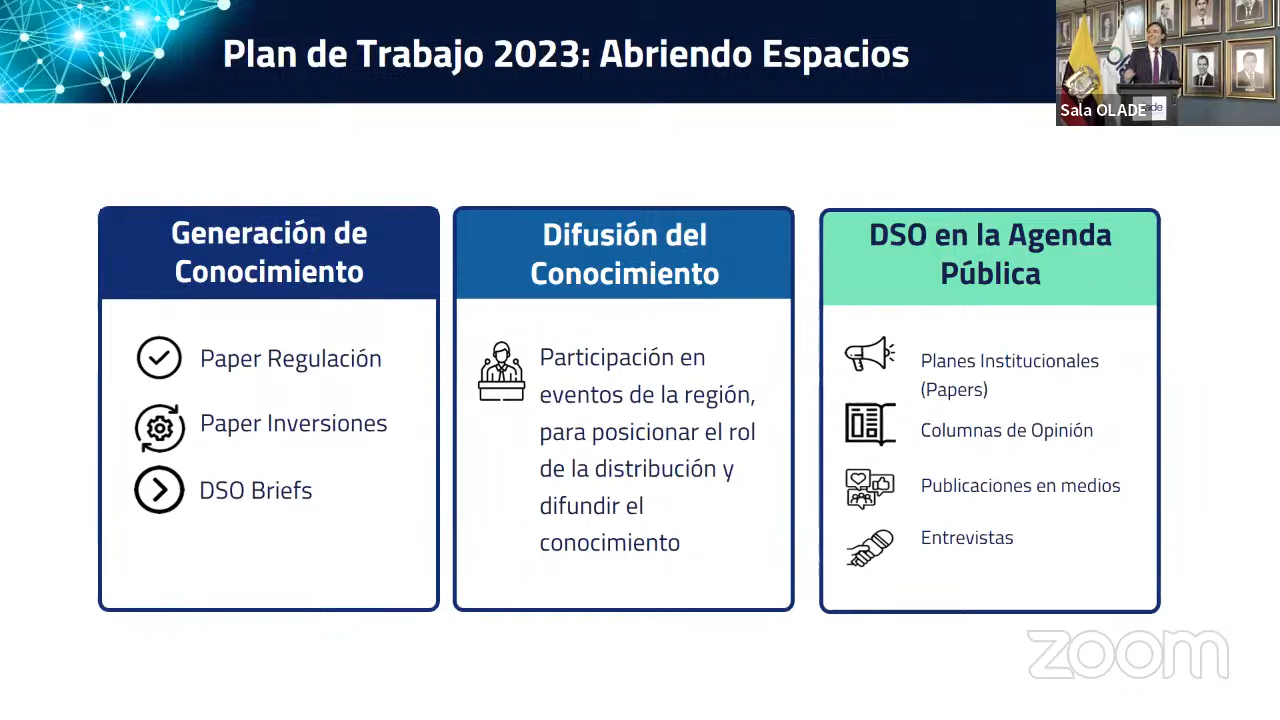 Plan de Trabajo 2023: Abriendo Espacios
Sala OLADE
Generación de
Conocimiento
Paper Regulación
Paper Inversiones
DSO Briefs
Difusión del
Conocimiento
Participación en
eventos de la región,
para posicionar el rol
de la distribución y
difundir el
conocimiento
DSO en la Agenda
Pública
Planes Institucionales
(Papers)
Columnas de Opinión
Publicaciones en medios
Entrevistas
zoom